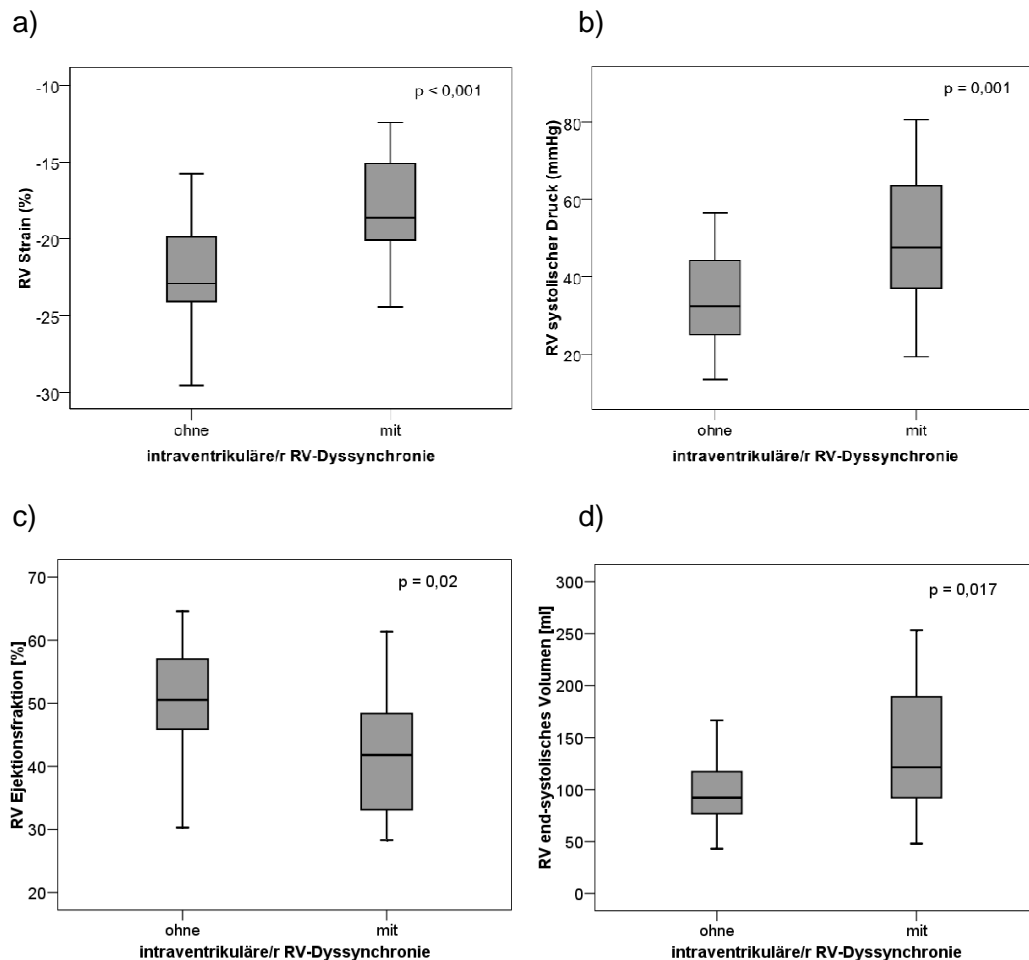 a)
p < 0,001
RV Strain (%)
-10
-15
-20
-25
-30
ohne
mit
intraventrikuläre/r RV-Dyssynchronie
b)
p = 0,001
RV systolischer Druck (mmHg)
80
60
40
20
ohne
mit
intraventrikuläre/r RV-Dyssynchronie
c)
p = 0,02
RV Ejektionsfraktion [%]
70
60
50
40
30
20
ohne
mit
intraventrikuläre/r RV-Dyssynchronie
d)
p = 0,017
RV end-systolisches Volumen [ml]
300
250
200
150
100
50
0
ohne
mit
intraventrikuläre/r RV-Dyssynchronie